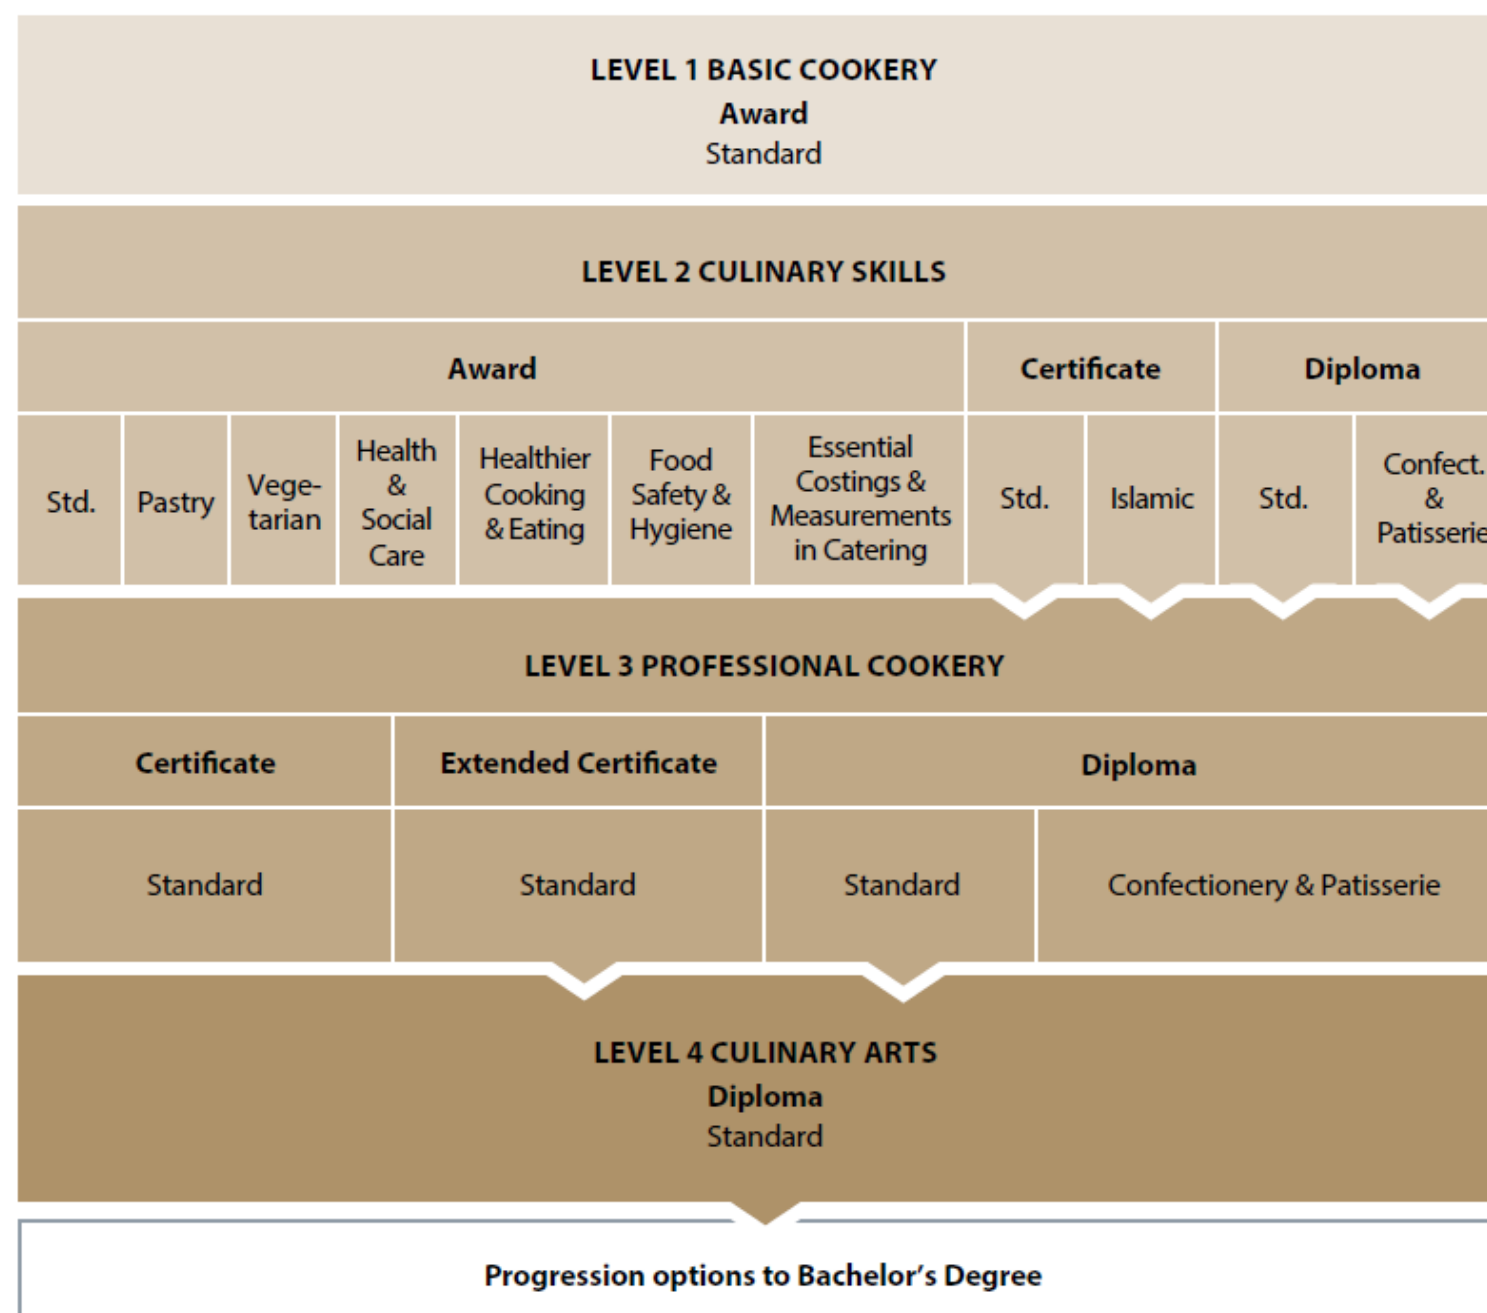 LEVEL 1 BASIC COOKERY
Award
Standard
LEVEL 2 CULINARY SKILLS
Award
Certificate
Diploma
Std.
Pastry
Vege-
tarian
Health
&
Social
Care
Healthier
Cooking
& Eating
Food
Safety &
Hygiene
Essential
Costings &
Measurements
in Catering
Std.
Islamic
Std.
Confect.
&
Patisserie
LEVEL 3 PROFESSIONAL COOKERY
Certificate
Extended Certificate
Diploma
Standard
Standard
Standard
Confectionery & Patisserie
LEVEL 4 CULINARY ARTS
Diploma
Standard
Progression options to Bachelor’s Degree